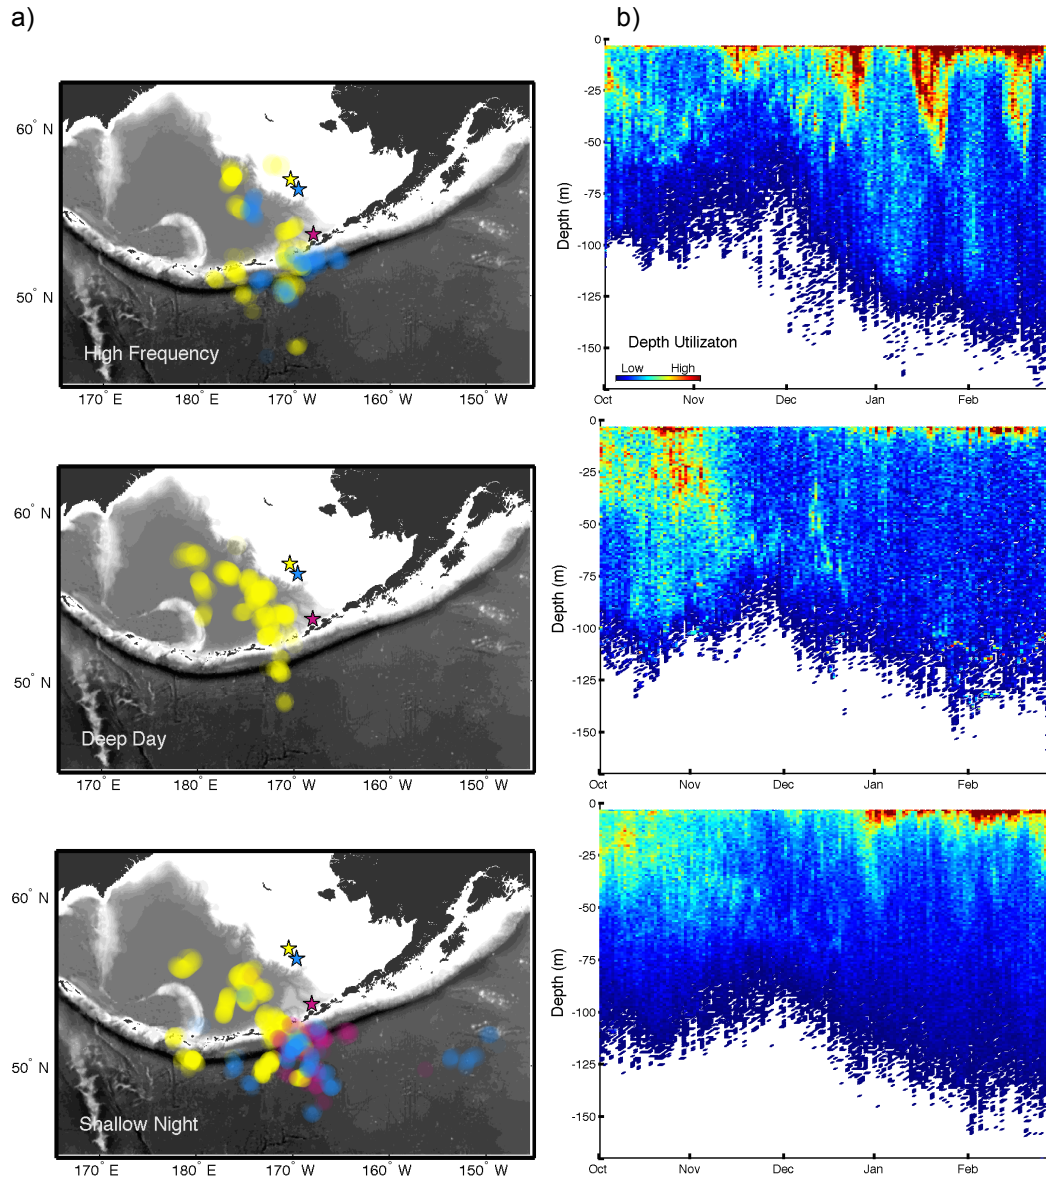 a)
b)
60° N
50° N
High Frequency
170° E
180° E
170° W
160° W
150° W
0
-25
-50
-75
-100
-125
-150
Depth (m)
Depth Utilizaton
Low
High
Oct
Nov
Dec
Jan
Feb
60° N
50° N
Deep Day
170° E
180° E
170° W
160° W
150° W
0
-25
-50
-75
-100
-125
-150
Depth (m)
Oct
Nov
Dec
Jan
Feb
60° N
50° N
Shallow Night
170° E
180° E
170° W
160° W
150° W
0
-25
-50
-75
-100
-125
-150
Depth (m)
Oct
Nov
Dec
Jan
Feb